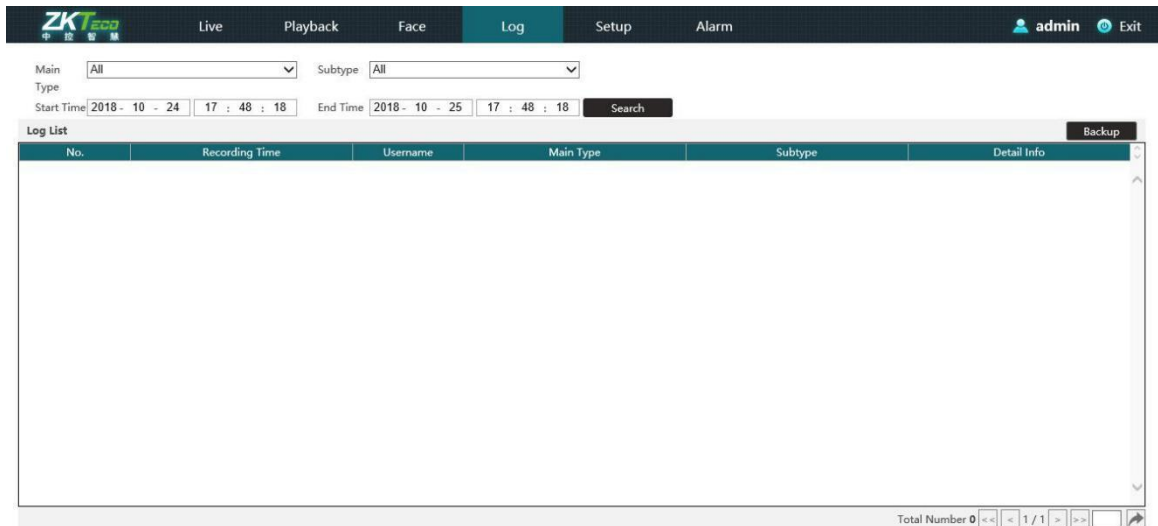 ZKTECO
中控智慧
Live Playback Face Log Setup Alarm admin Exit
Main Type All Subtype All
Start Time 2018 - 10 - 24 17 : 48 : 18 End Time 2018 - 10 - 25 17 : 48 : 18 Search
Log List Backup
No. Recording Time Username Main Type Subtype Detail Info
Total Number 0 << < 1 / 1 > >>